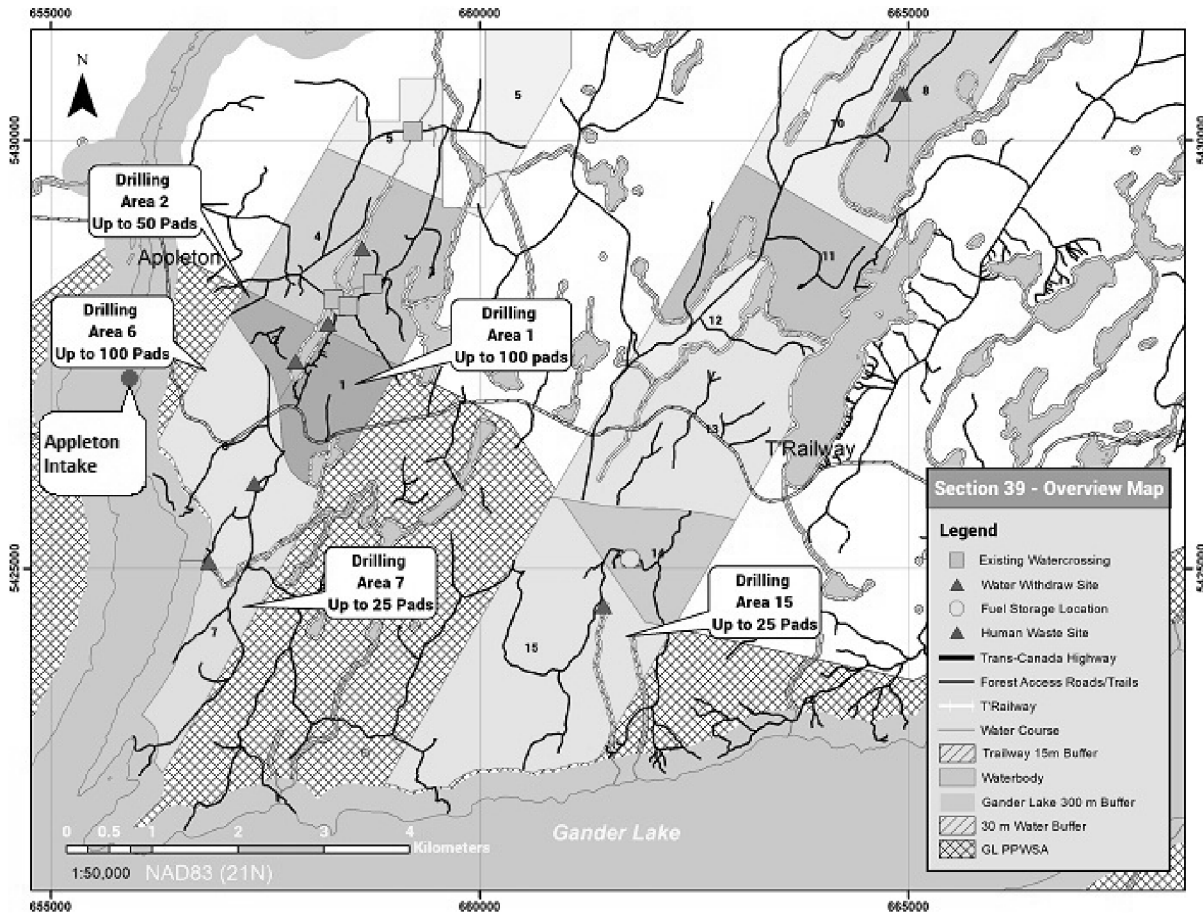 655000
660000
665000
N
5
8
10
5430000
5
5430000
Drilling
Area 2
Up to 50 Pads
4
3
11
Appleton
Drilling
Area 6
Up to 100 Pads
Drilling
Area 1
Up to 100 pads
12
1
Appleton
Intake
13
T'Railway
6
Section 39 - Overview Map
Legend
Existing Watercrossing
Water Withdraw Site
Fuel Storage Location
Human Waste Site
Trans-Canada Highway
Forest Access Roads/Trails
T'Railway
Water Course
Trailway 15m Buffer
Waterbody
Gander Lake 300 m Buffer
30 m Water Buffer
GL PPWSA
5425000
14
5425000
Drilling
Area 7
Up to 25 Pads
Drilling
Area 15
Up to 25 Pads
7
15
Gander Lake
0 0.5 1 2 3 4
Kilometers
1:50,000 NAD83 (21N)
655000
660000
665000